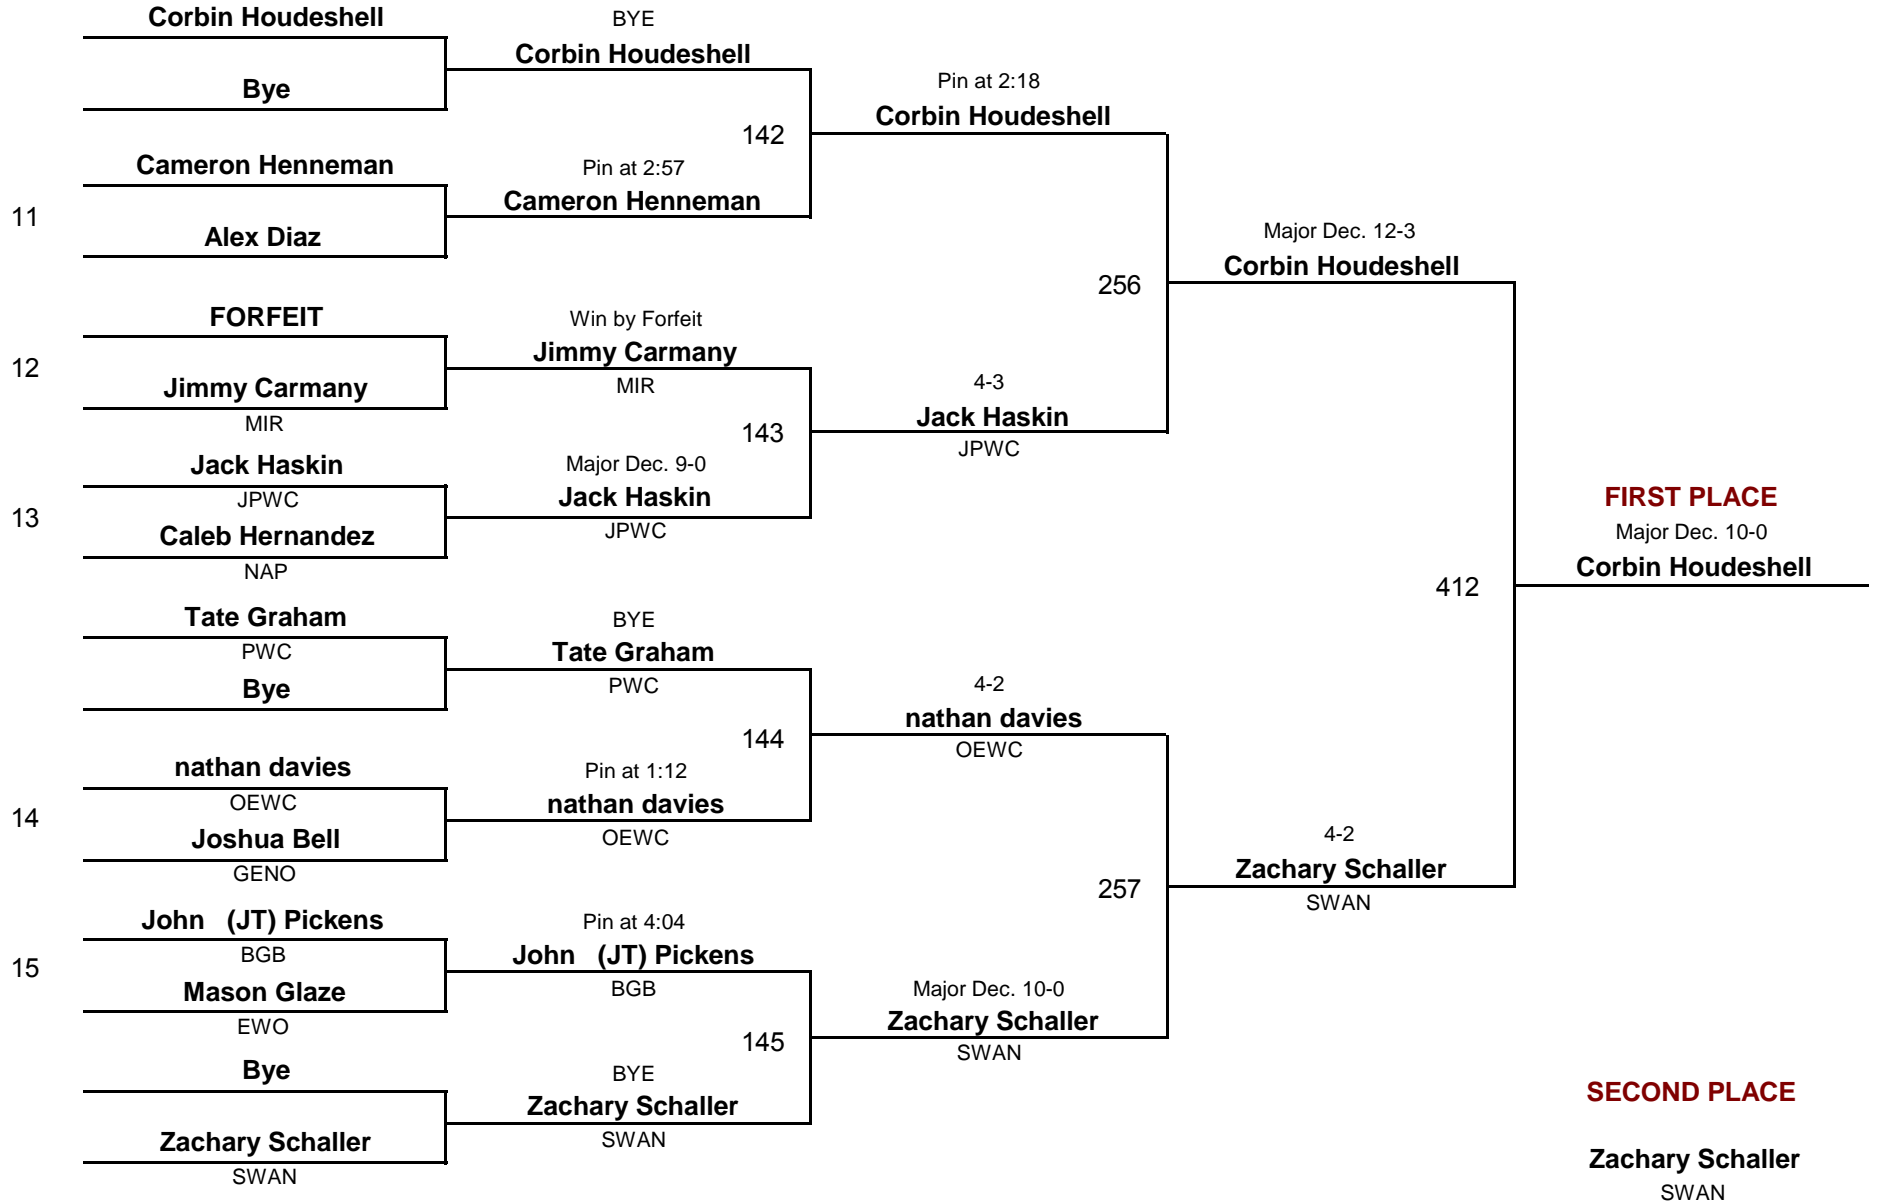 Corbin Houdeshell
Bye
Cameron Henneman
11
Alex Diaz
FORFEIT
12
Jimmy Carmany
MIR
Jack Haskin
JPWC
13
Caleb Hernandez
NAP
Tate Graham
PWC
Bye
nathan davies
OEWC
14
Joshua Bell
GENO
John (JT) Pickens
BGB
15
Mason Glaze
EWO
Bye
Zachary Schaller
SWAN
BYE
Corbin Houdeshell
142
Pin at 2:57
Cameron Henneman
Win by Forfeit
Jimmy Carmany
MIR
143
Major Dec. 9-0
Jack Haskin
JPWC
BYE
Tate Graham
PWC
144
Pin at 1:12
nathan davies
OEWC
Pin at 4:04
John (JT) Pickens
BGB
145
BYE
Zachary Schaller
SWAN
Pin at 2:18
Corbin Houdeshell
256
4-3
Jack Haskin
JPWC
4-2
nathan davies
OEWC
257
Major Dec. 10-0
Zachary Schaller
SWAN
Major Dec. 12-3
Corbin Houdeshell
412
4-2
Zachary Schaller
SWAN
FIRST PLACE
Major Dec. 10-0
Corbin Houdeshell
SECOND PLACE
Zachary Schaller
SWAN